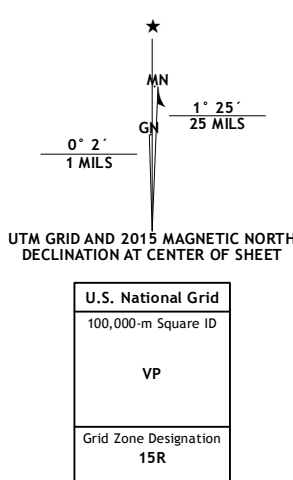 ★
MN
1° 25´
25 MILS
GN
0° 2´
1 MILS
UTM GRID AND 2015 MAGNETIC NORTH
DECLINATION AT CENTER OF SHEET
U.S. National Grid
100,000-m Square ID
VP
Grid Zone Designation
15R